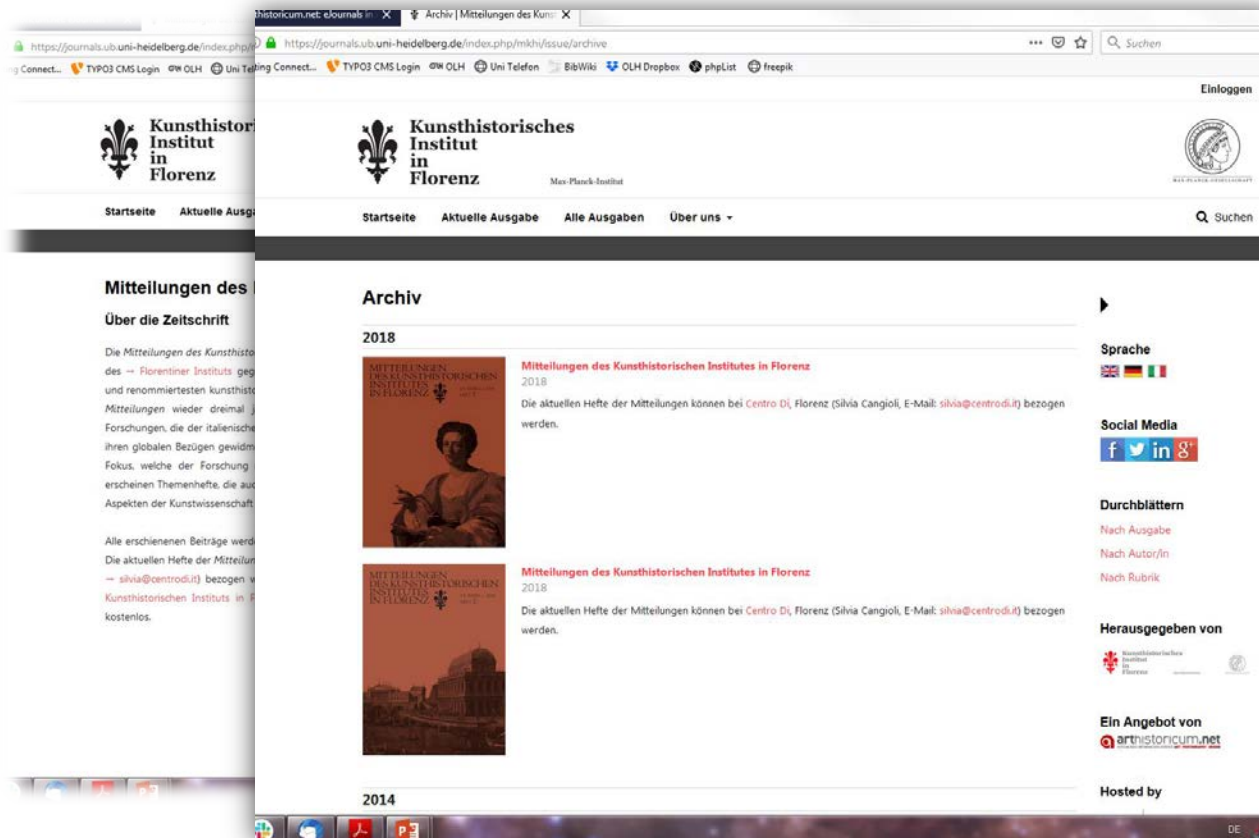 https://journals.ub.uni-heidelberg.de/index.php/
Connect...
TYPO3 CMS Login
OLH
Uni Tel
Kunsthistori
Institut
in
Florenz
Startseite
Aktuelle Ausga
Mitteilungen des
Über die Zeitschrift
Die Mitteilungen des Kunsthisto
des → Florentiner Instituts geg
und renommiertesten kunsthisto
Mitteilungen wieder dreimal j
Forschungen, die der italienische
ihren globalen Bezügen gewidm
Fokus, welche der Forschung
erscheinen Themenhefte, die auc
Aspekten der Kunstwissenschaft
Alle erschienenen Beiträge werd
Die aktuellen Hefte der Mitteilun
→ silvia@centrodi.it) bezogen w
Kunsthistorischen Instituts in F
kostenlos.
thistoricum.net: eJournals in
Archiv | Mitteilungen des Kunst
https://journals.ub.uni-heidelberg.de/index.php/mkhi/issue/archive
Suchen
ting Connect...
TYPO3 CMS Login
OLH
Uni Telefon
BibWiki
OLH Dropbox
phpList
freepik
Einloggen
Kunsthistorisches
Institut
in
Florenz
Max-Planck-Institut
MAX-PLANCK-GESELLSCHAFT
Startseite
Aktuelle Ausgabe
Alle Ausgaben
Über uns
Suchen
Archiv
2018
MITTEILUNGEN
DES KUNSTHISTORISCHEN
INSTITUTES
IN FLORENZ
Mitteilungen des Kunsthistorischen Institutes in Florenz
2018
Die aktuellen Hefte der Mitteilungen können bei Centro Di, Florenz (Silvia Cangioli, E-Mail: silvia@centrodi.it) bezogen
werden.
MITTEILUNGEN
DES KUNSTHISTORISCHEN
INSTITUTES
IN FLORENZ
Mitteilungen des Kunsthistorischen Institutes in Florenz
2018
Die aktuellen Hefte der Mitteilungen können bei Centro Di, Florenz (Silvia Cangioli, E-Mail: silvia@centrodi.it) bezogen
werden.
2014
Sprache
Social Media
f
in
g+
Durchblättern
Nach Ausgabe
Nach Autor/in
Nach Rubrik
Herausgegeben von
Kunsthistorisches
Institut
in
Florenz
Ein Angebot von
arthistoricum.net
Hosted by
DE